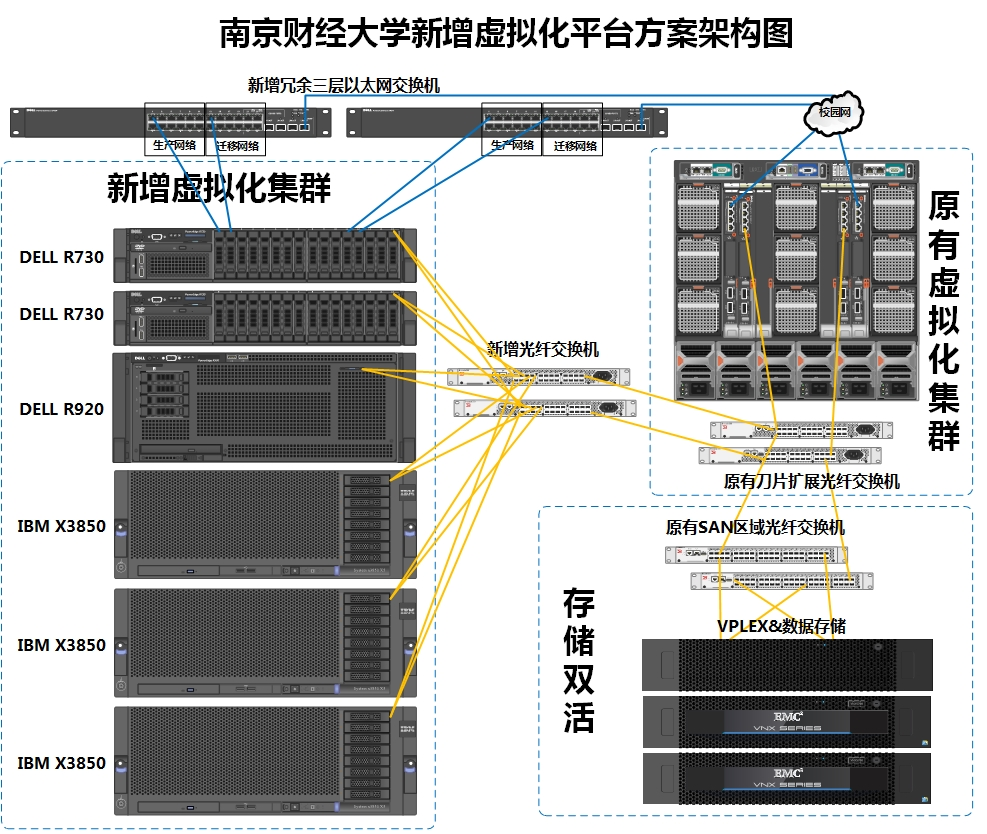 南京财经大学新增虚拟化平台方案架构图
新增冗余三层以太网交换机
校园网
生产网络
迁移网络
生产网络
迁移网络
新增虚拟化集群
原有虚拟化集群
DELL R730
DELL R730
新增光纤交换机
DELL R920
原有刀片扩展光纤交换机
IBM X3850
IBM
原有SAN区域光纤交换机
存储双活
IBM X3850
IBM
VPLEX&数据存储
EMC²
VNX SERIES
IBM X3850
IBM
EMC²
VNX SERIES